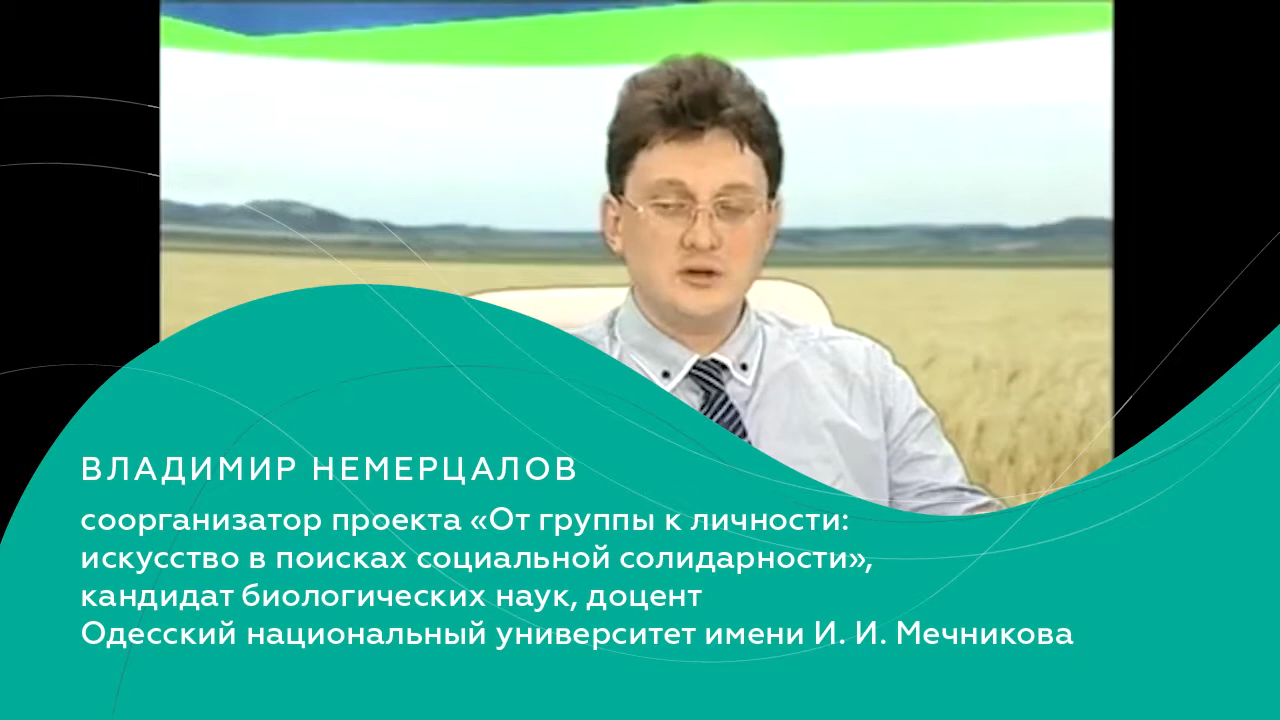 ВЛАДИМИР НЕМЕРЦАЛОВ
соорганизатор проекта «От группы к личности:
искусство в поисках социальной солидарности»,
кандидат биологических наук, доцент
Одесский национальный университет имени И. И. Мечникова